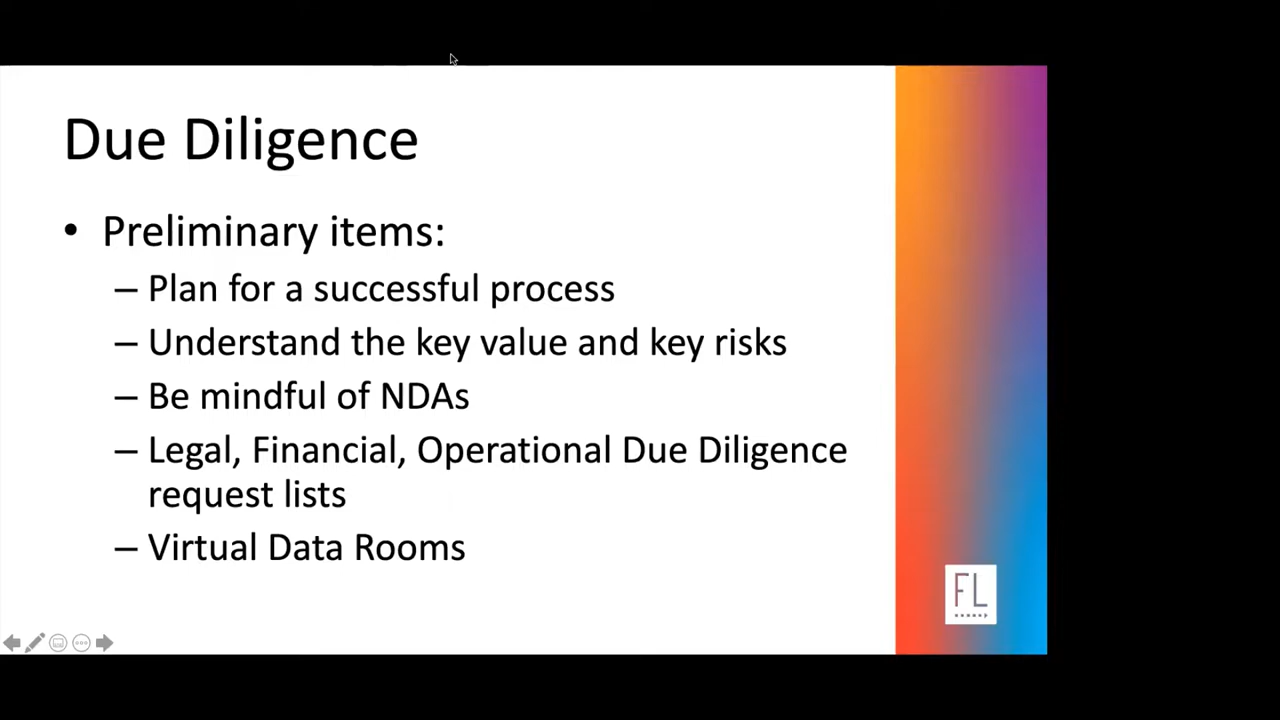 Due Diligence
• Preliminary items:
– Plan for a successful process
– Understand the key value and key risks
– Be mindful of NDAs
– Legal, Financial, Operational Due Diligence
request lists
– Virtual Data Rooms
FL